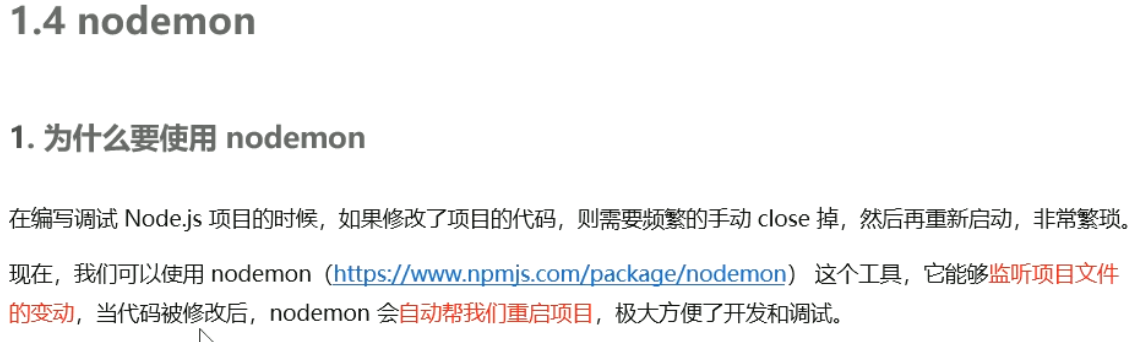 1.4 nodemon
1. 为什么要使用 nodemon
在编写调试 Node.js 项目的时候，如果修改了项目的代码，则需要频繁的手动 close 掉，然后再重新启动，非常繁琐。
现在，我们可以使用 nodemon（https://www.npmjs.com/package/nodemon） 这个工具，它能够监听项目文件
的变动，当代码被修改后，nodemon 会自动帮我们重启项目，极大方便了开发和调试。